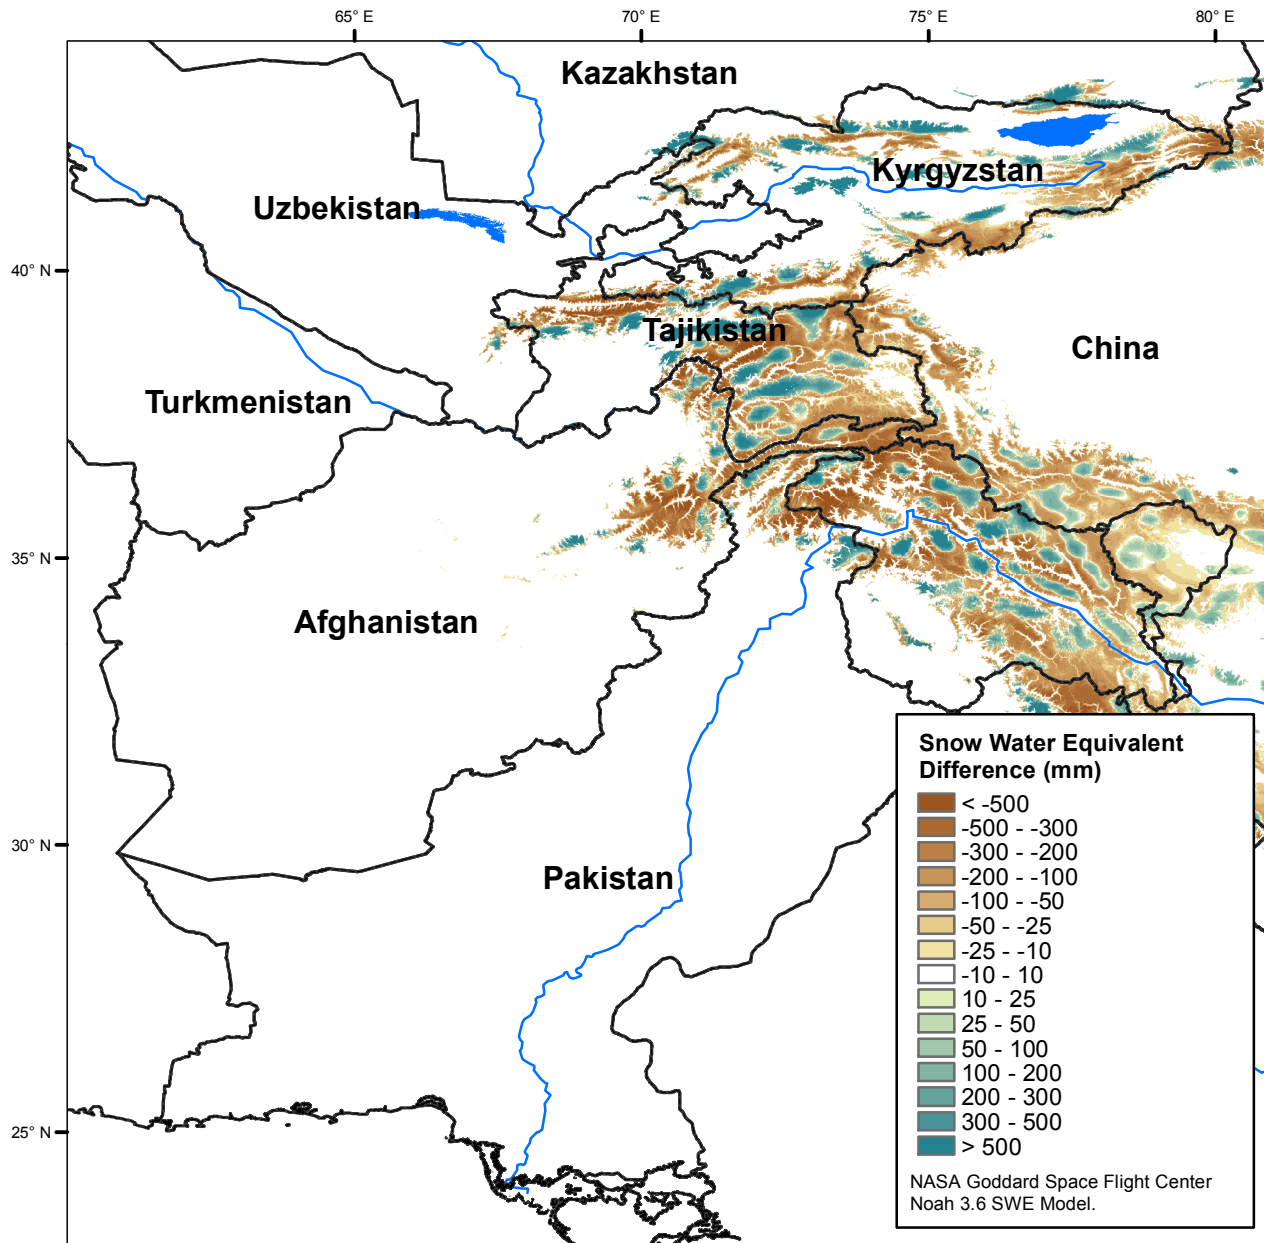 65° E
70° E
75° E
80° E
Kazakhstan
Kyrgyzstan
Uzbekistan
40° N
Tajikistan
China
Turkmenistan
35° N
Afghanistan
Snow Water Equivalent
Difference (mm)
< -500
-500 - -300
-300 - -200
-200 - -100
-100 - -50
-50 - -25
-25 - -10
-10 - 10
10 - 25
25 - 50
50 - 100
100 - 200
200 - 300
300 - 500
> 500
NASA Goddard Space Flight Center
Noah 3.6 SWE Model.
30° N
Pakistan
25° N